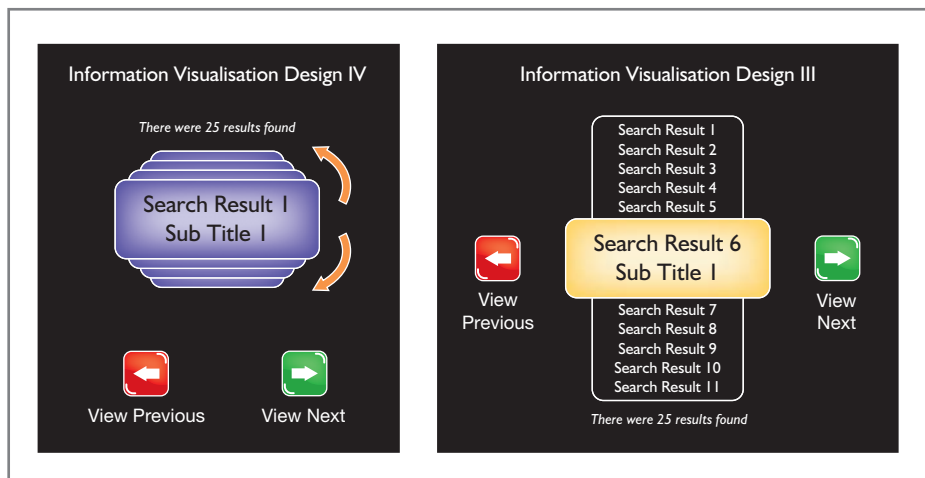 Information Visualisation Design IV
There were 25 results found
Search Result 1
Sub Title 1
View Previous
View Next
Information Visualisation Design III
Search Result 1
Search Result 2
Search Result 3
Search Result 4
Search Result 5
Search Result 6
Sub Title 1
View
Previous
View
Next
Search Result 7
Search Result 8
Search Result 9
Search Result 10
Search Result 11
There were 25 results found